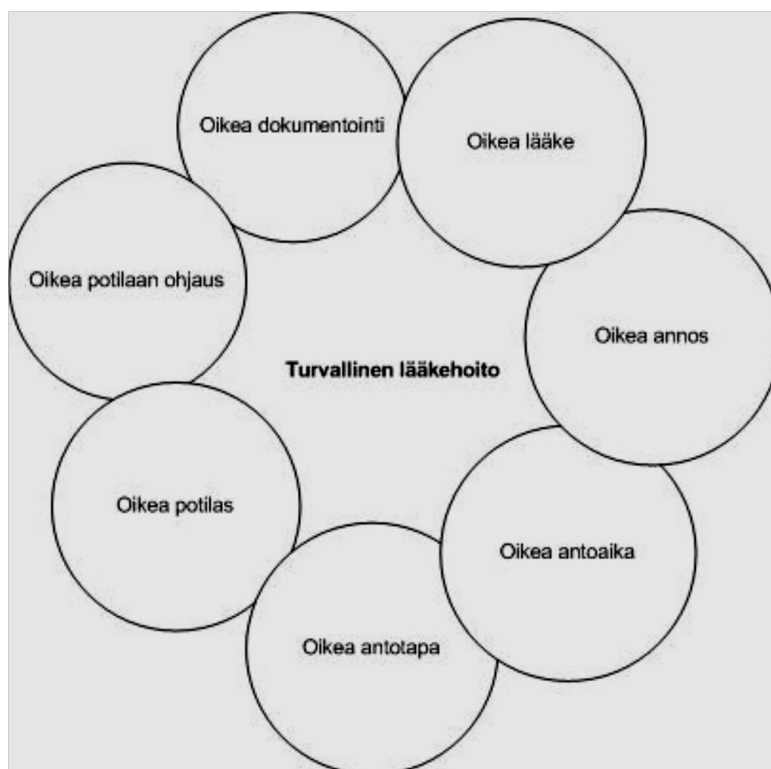 Oikea dokumentointi
Oikea lääke
Oikea potilaan ohjaus
Oikea annos
Turvallinen lääkehoito
Oikea potilas
Oikea antoaika
Oikea antotapa